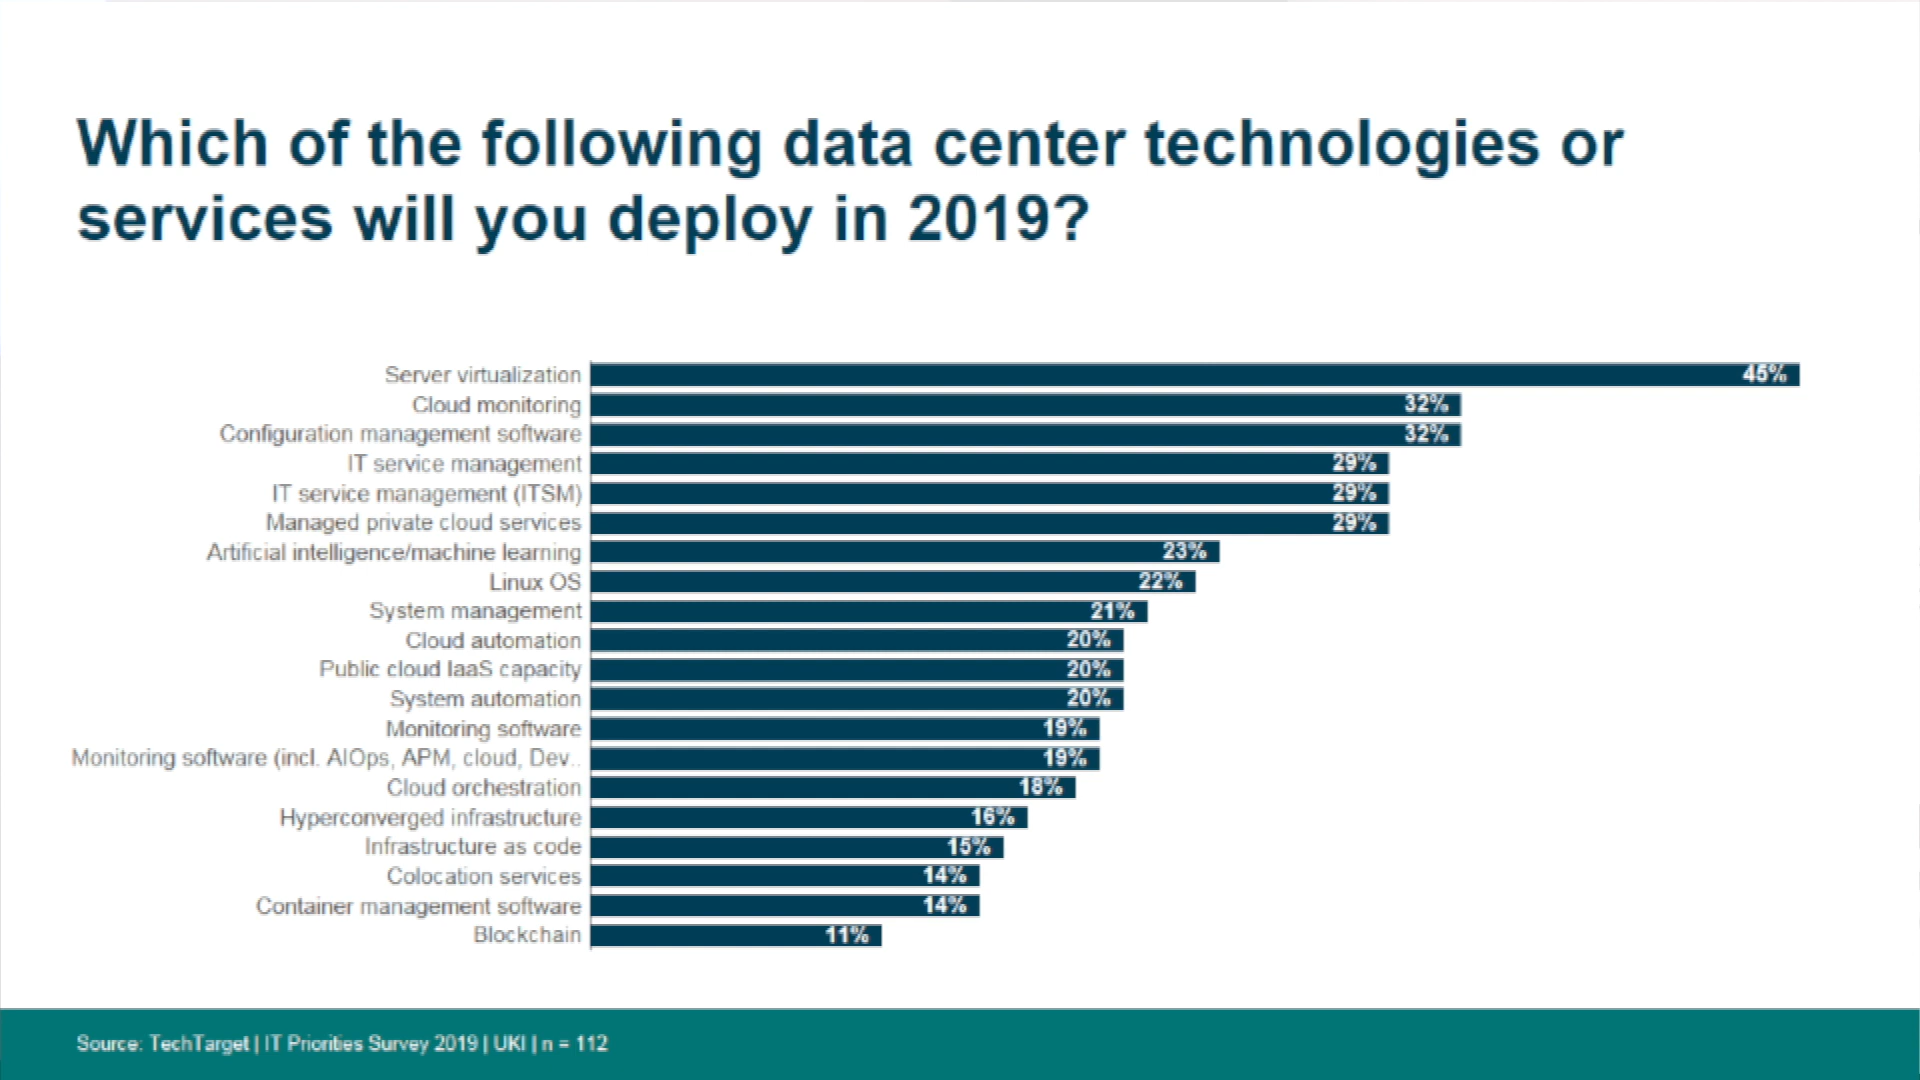 Which of the following data center technologies or
services will you deploy in 2019?
Server virtualization 45%
Cloud monitoring 32%
Configuration management software 32%
IT service management 29%
IT service management (ITSM) 29%
Managed private cloud services 29%
Artificial intelligence/machine learning 23%
Linux OS 22%
System management 21%
Cloud automation 20%
Public cloud IaaS capacity 20%
System automation 20%
Monitoring software 19%
Monitoring software (incl. AIOps, APM, cloud, Dev.. 19%
Cloud orchestration 18%
Hyperconverged infrastructure 16%
Infrastructure as code 15%
Colocation services 14%
Container management software 14%
Blockchain 11%
Source: TechTarget | IT Priorities Survey 2019 | UKI | n = 112